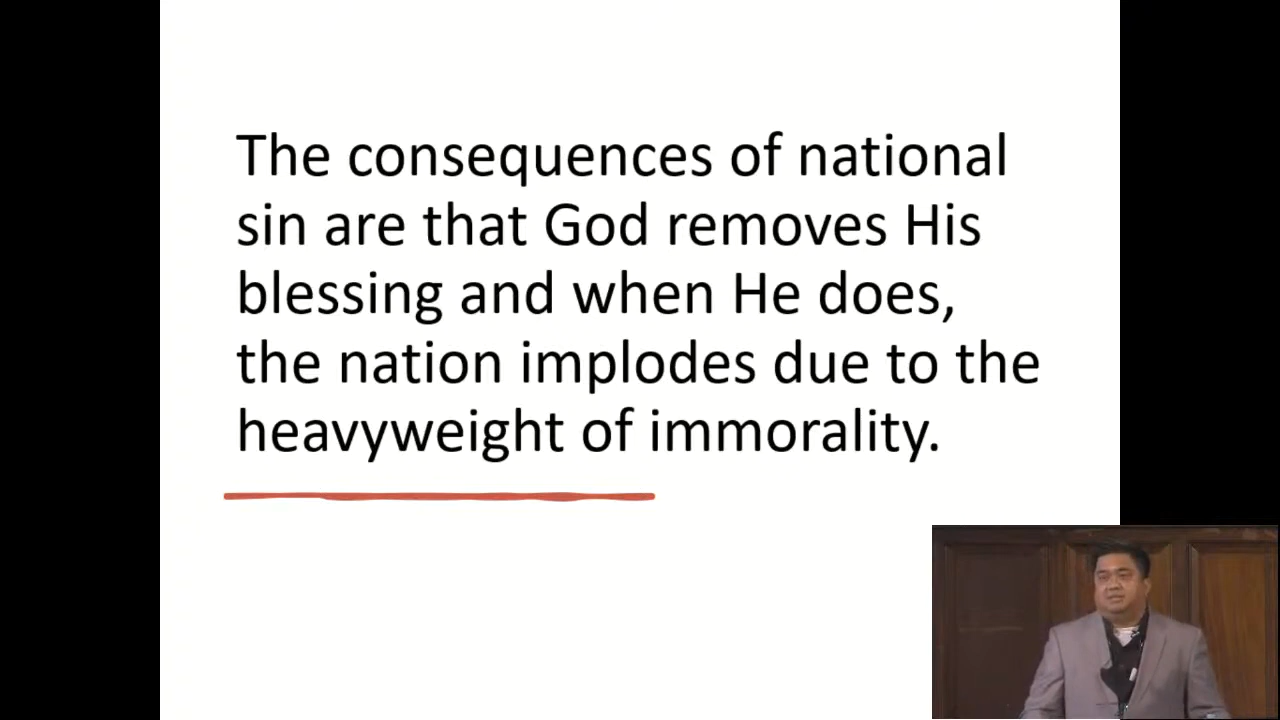 The consequences of national
sin are that God removes His
blessing and when He does,
the nation implodes due to the
heavyweight of immorality.